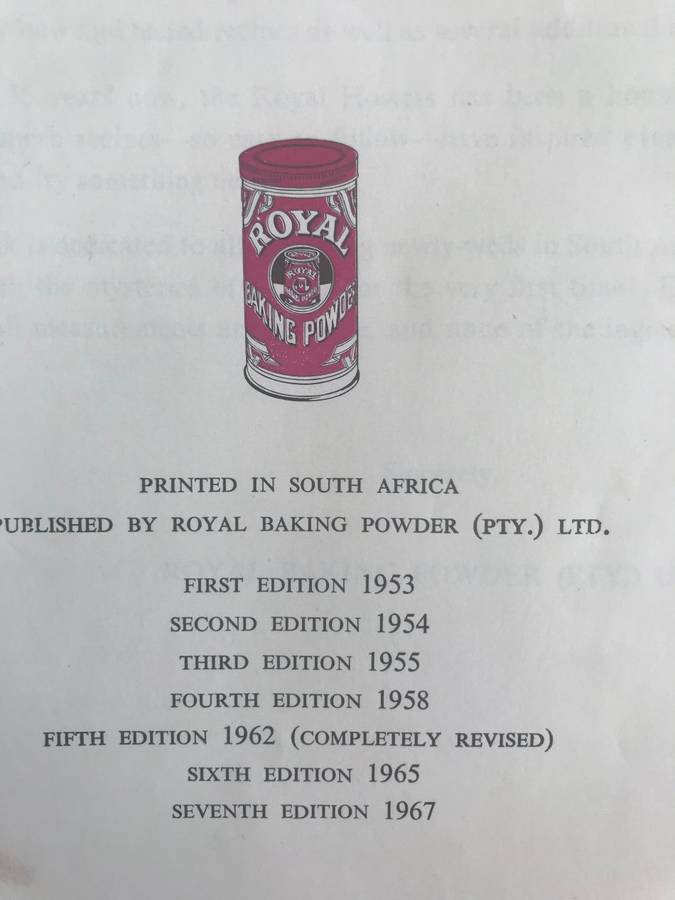 ROYAL
ROYAL
BAKING POWDER
PRINTED IN SOUTH AFRICA
PUBLISHED BY ROYAL BAKING POWDER (PTY.) LTD.
FIRST EDITION 1953
SECOND EDITION 1954
THIRD EDITION 1955
FOURTH EDITION 1958
FIFTH EDITION 1962 (COMPLETELY REVISED)
SIXTH EDITION 1965
SEVENTH EDITION 1967